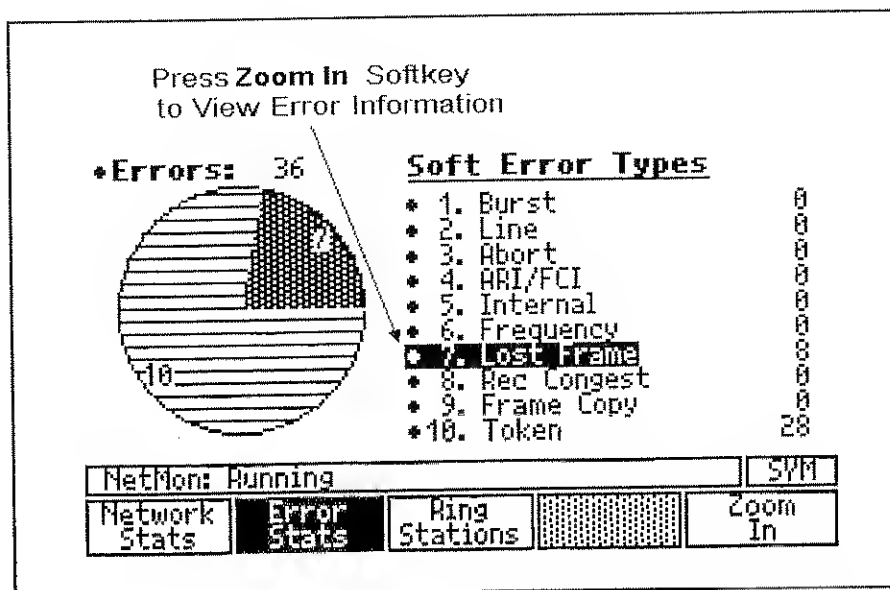 Press Zoom In Softkey
to View Error Information
•Errors: 36
Soft Error Types
• 1. Burst 0
• 2. Line 0
• 3. Abort 0
• 4. ARI/FCI 0
• 5. Internal 0
• 6. Frequency 0
• 7. Lost Frame 8
• 8. Rec Congest 0
• 9. Frame Copy 0
•10. Token 28
7
10
NetMon: Running SYM
Network Stats
Error Stats
Ring Stations
Zoom In